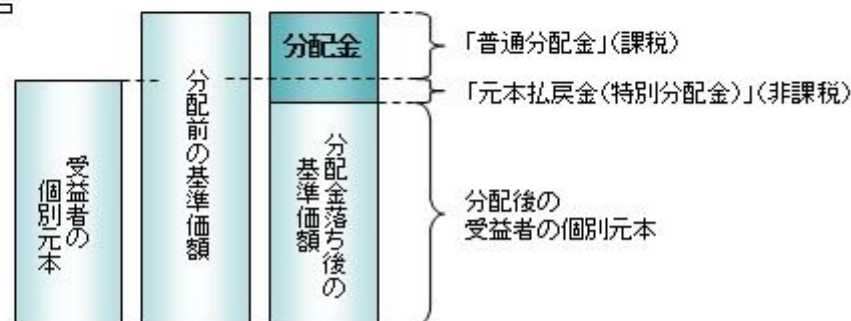 受益者の
個別元本
分配前の基準価額
分配金
分配金落ち後の
基準価額
「普通分配金」(課税)
「元本払戻金(特別分配金)」(非課税)
分配後の
受益者の個別元本